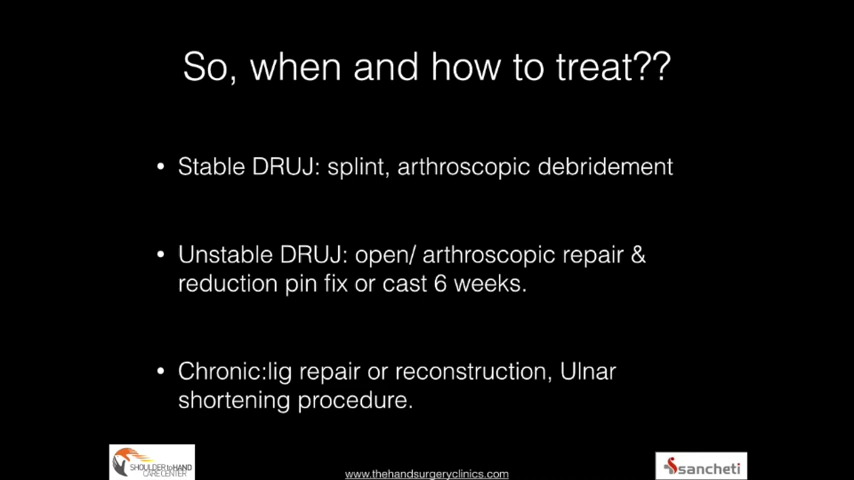 So, when and how to treat??
• Stable DRUJ: splint, arthroscopic debridement
• Unstable DRUJ: open/ arthroscopic repair &
reduction pin fix or cast 6 weeks.
• Chronic:lig repair or reconstruction, Ulnar
shortening procedure.
SHOULDER to HAND
CARE CENTER
www.thehandsurgeryclinics.com
sancheti